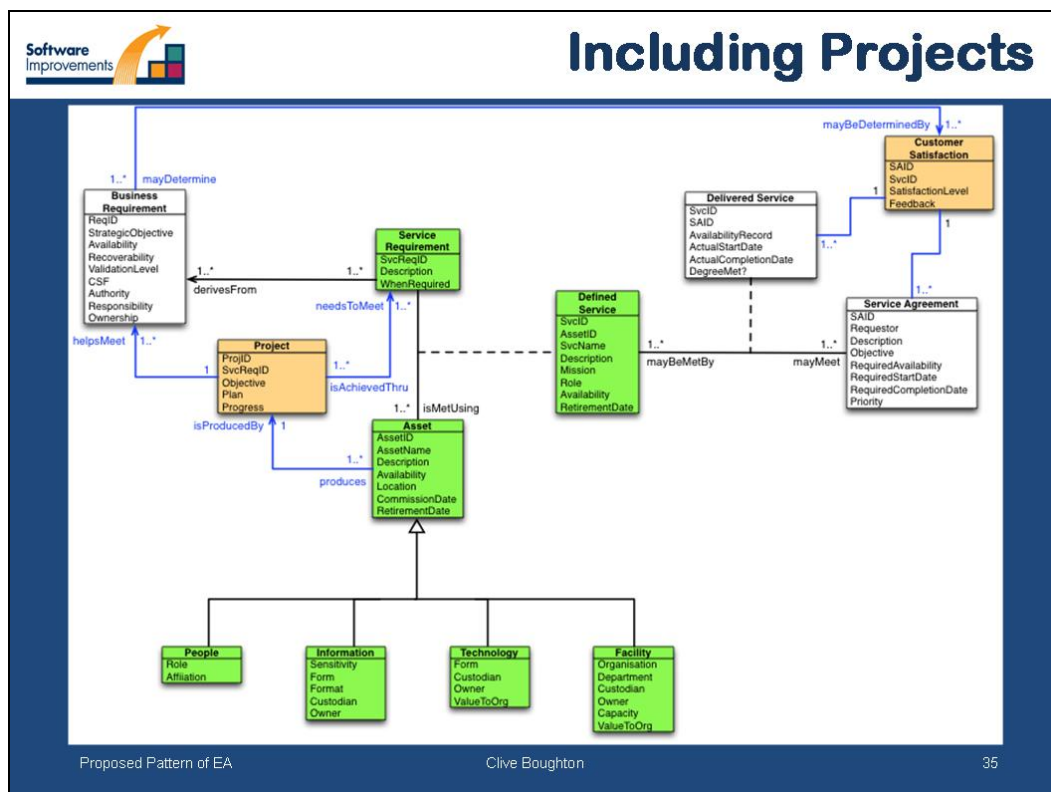 Software
Improvements
Including Projects
mayBeDeterminedBy
1..*
1..*
mayDetermine
Customer
Satisfaction
SAID
SvcID
SatisfactionLevel
Feedback
Business
Requirement
ReqID
StrategicObjective
Availability
Recoverability
ValidationLevel
CSF
Authority
Responsibility
Ownership
Delivered Service
SvcID
SAID
AvailabilityRecord
ActualStartDate
ActualCompletionDate
DegreeMet?
1
1..*
1
1..*
Service
Requirement
SvcReqID
Description
WhenRequired
1..*
1..*
derivesFrom
needsToMeet
1..*
Defined
Service
SvcID
AssetID
SvcName
Description
Mission
Role
Availability
RetirementDate
Service Agreement
SAID
Requestor
Description
Objective
RequiredAvailability
RequiredStartDate
RequiredCompletionDate
Priority
1..*
mayBeMetBy
1..*
mayMeet
helpsMeet
1..*
Project
ProjID
SvcReqID
Objective
Plan
Progress
1
1..*
isAchievedThru
1..*
isMetUsing
isProducedBy
1
1..*
produces
Asset
AssetID
AssetName
Description
Availability
Location
CommissionDate
RetirementDate
People
Role
Affiiation
Information
Sensitivity
Form
Format
Custodian
Owner
Technology
Form
Custodian
Owner
ValueToOrg
Facility
Organisation
Department
Custodian
Owner
Capacity
ValueToOrg
Proposed Pattern of EA
Clive Boughton
35